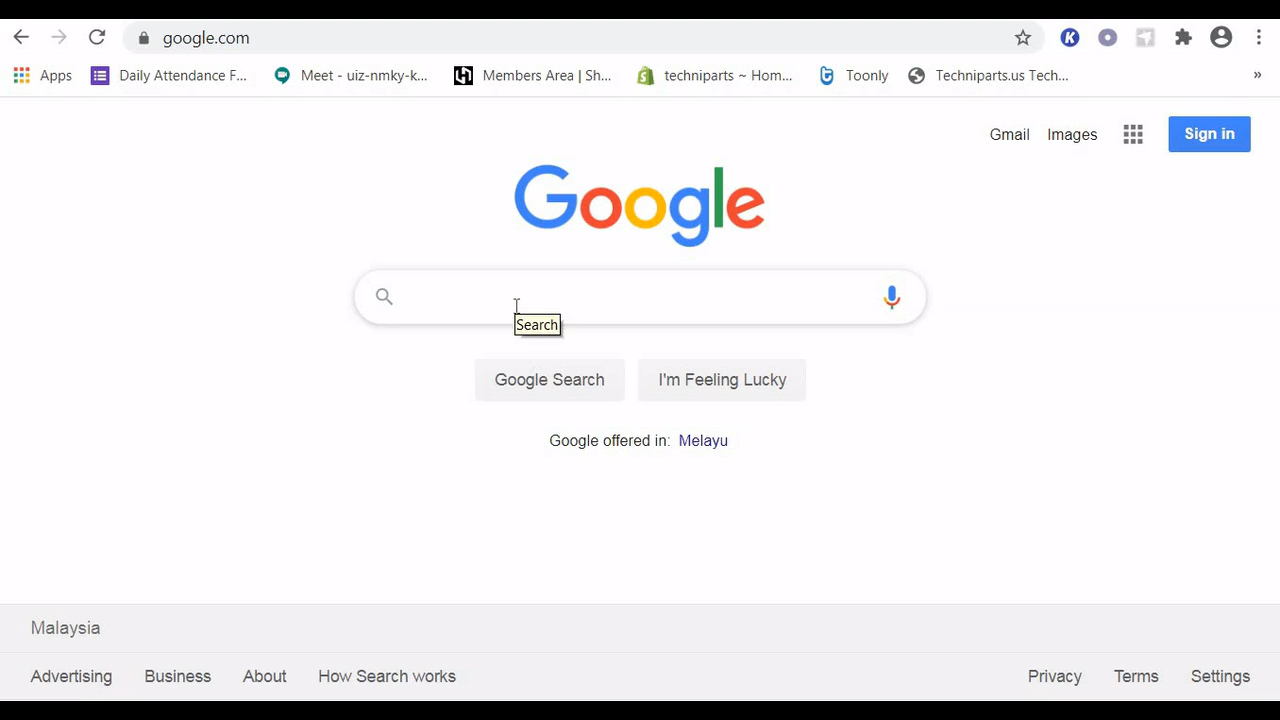 google.com
Apps Daily Attendance F... Meet - uiz-nmky-k... Members Area | Sh... techniparts ~ Hom... Toonly Techniparts.us Tech... »
Gmail Images Sign in
Google
Search
Google Search I'm Feeling Lucky
Google offered in: Melayu
Malaysia
Advertising Business About How Search works Privacy Terms Settings